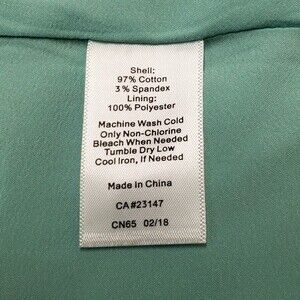 Shell:
97% Cotton
3% Spandex
Lining:
100% Polyester
Machine Wash Cold
Only Non-Chlorine
Bleach When Needed
Tumble Dry Low
Cool Iron, If Needed
Made In China
CA#23147
CN65 02/18